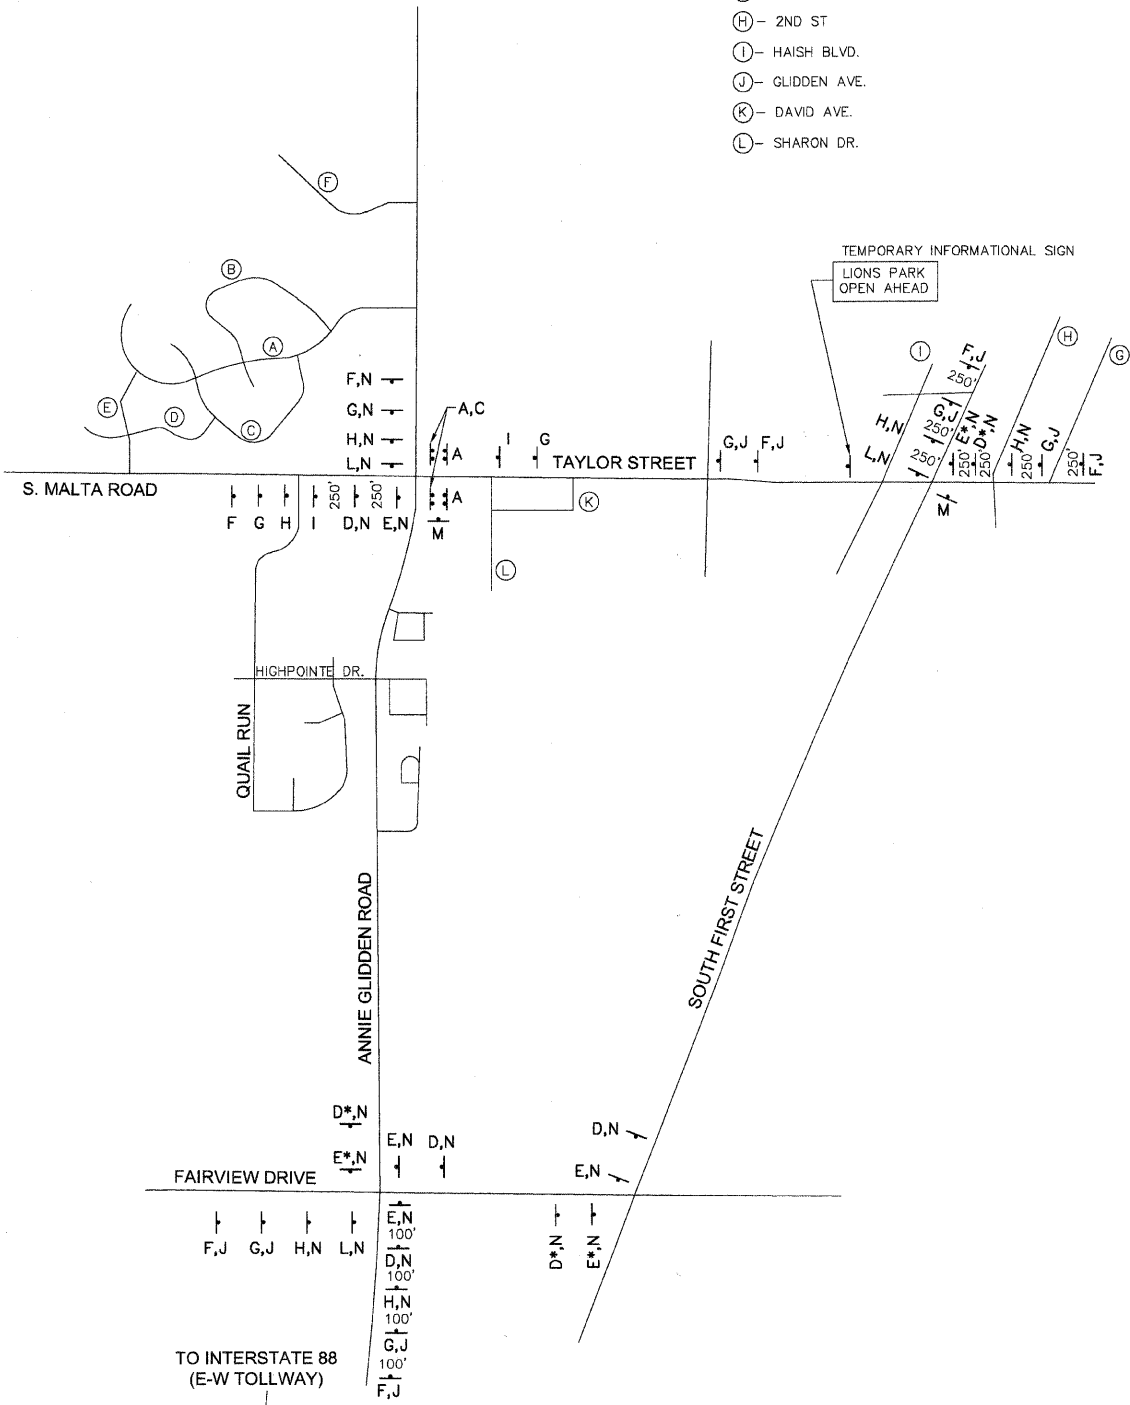 H - 2ND ST
I - HAISH BLVD.
J - GLIDDEN AVE.
K - DAVID AVE.
L - SHARON DR.
F
TEMPORARY INFORMATIONAL SIGN
LIONS PARK
OPEN AHEAD
B
A
E
D
C
I
H
G
F,J
250'
G,J
250'
H,N
250'
L,N
F,N
G,N
H,N
L,N
A,C
A
I
G
TAYLOR STREET
G,J
F,J
250'
E*,N
250'
D*,N
H,N
250'
G,J
250'
F,J
M
S. MALTA ROAD
F
G
H
I
250'
D,N
250'
E,N
A
M
K
L
HIGHPOINTE DR.
QUAIL RUN
ANNIE GLIDDEN ROAD
SOUTH FIRST STREET
D*,N
E*,N
E,N
D,N
D,N
E,N
FAIRVIEW DRIVE
F,J
G,J
H,N
L,N
E,N
100'
D,N
100'
H,N
100'
G,J
100'
F,J
D*,N
E*,N
TO INTERSTATE 88
(E-W TOLLWAY)